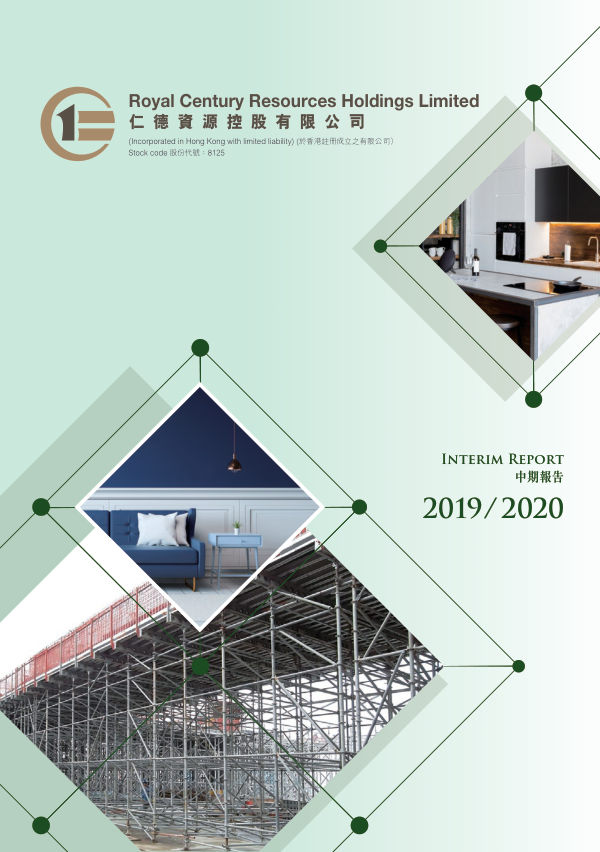 Royal Century Resources Holdings Limited
仁德資源控股有限公司
(Incorporated in Hong Kong with limited liability) (於香港註冊成立之有限公司)
Stock code 股份代號：8125
INTERIM REPORT
中期報告
2019/2020